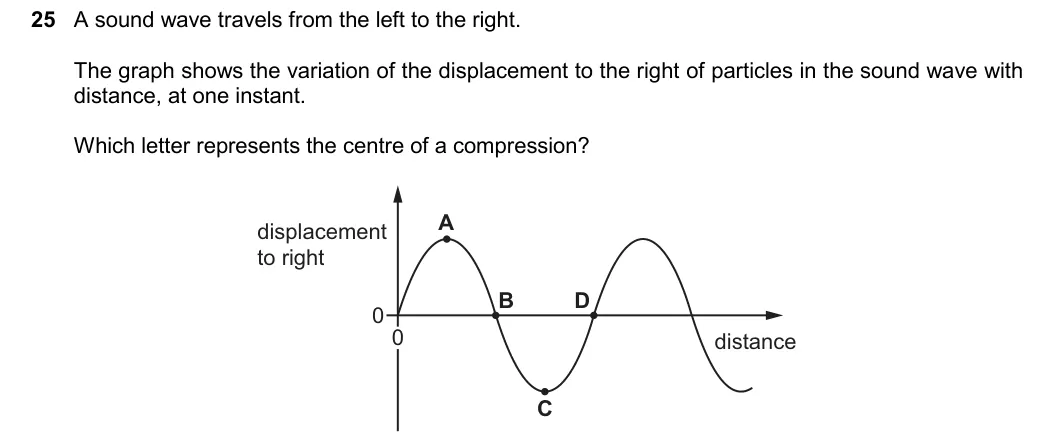 25 A sound wave travels from the left to the right.
The graph shows the variation of the displacement to the right of particles in the sound wave with
distance, at one instant.
Which letter represents the centre of a compression?
displacement
to right
A
B
D
0
0
distance
C